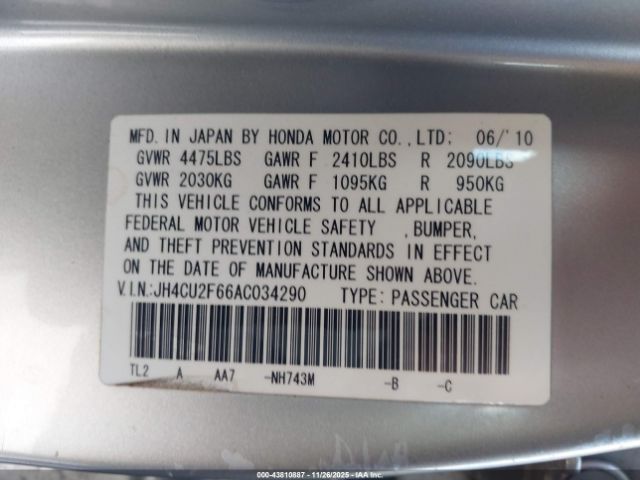 MFD. IN JAPAN BY HONDA MOTOR CO., LTD: 06/'10
GVWR 4475LBS GAWR F 2410LBS R 2090LBS
GVWR 2030KG GAWR F 1095KG R 950KG
THIS VEHICLE CONFORMS TO ALL APPLICABLE
FEDERAL MOTOR VEHICLE SAFETY ,BUMPER,
AND THEFT PREVENTION STANDARDS IN EFFECT
ON THE DATE OF MANUFACTURE SHOWN ABOVE.
V.I.N.:JH4CU2F66AC034290 TYPE: PASSENGER CAR
TL2 A AA7 -NH743M -B -C
000-43810887 - 11/26/2025 - IAAI.COM